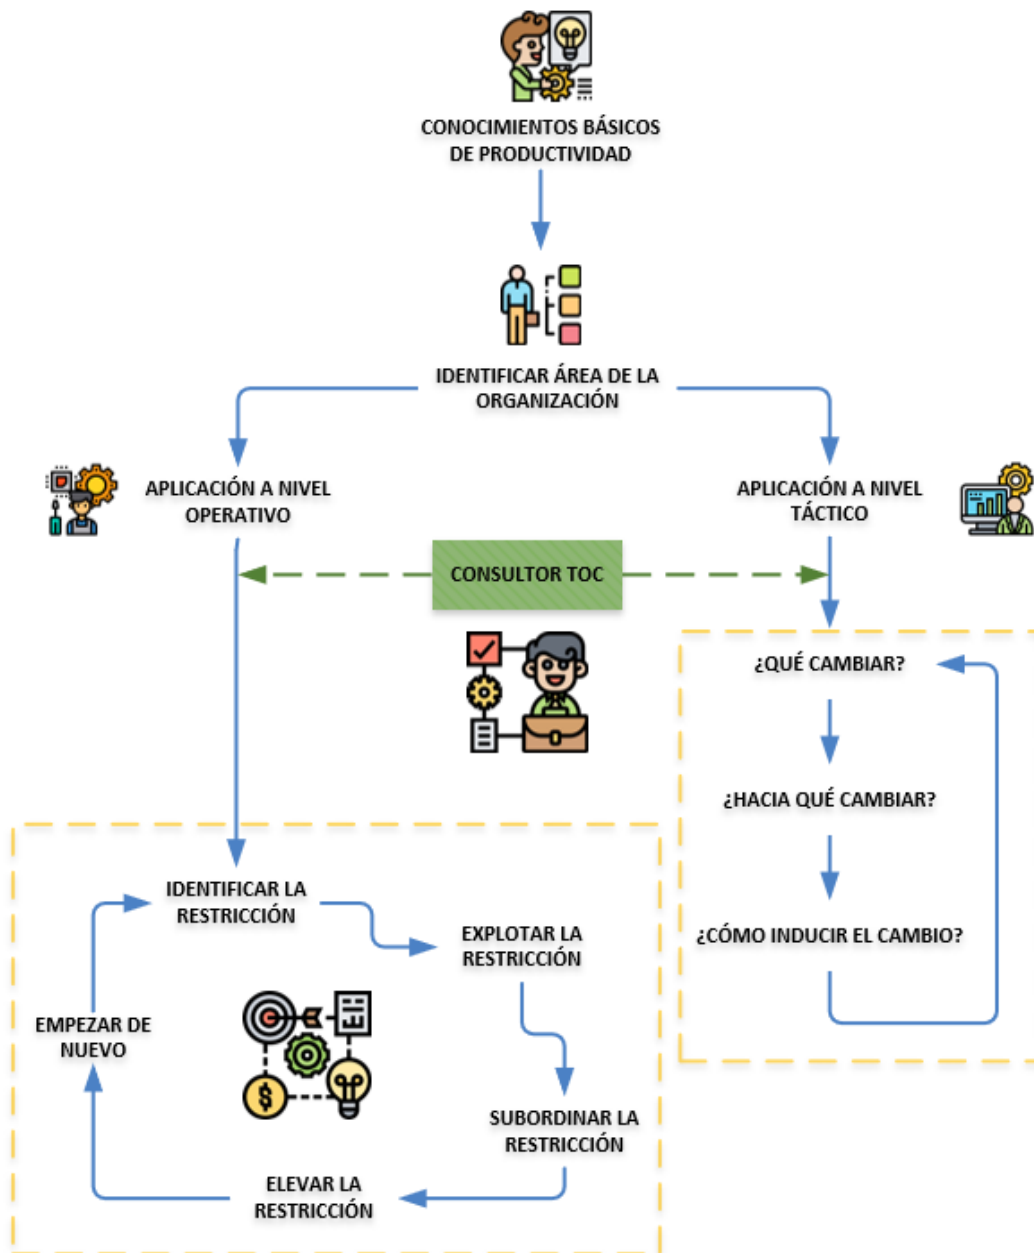 CONOCIMIENTOS BÁSICOS
DE PRODUCTIVIDAD
IDENTIFICAR ÁREA DE LA
ORGANIZACIÓN
APLICACIÓN A NIVEL
OPERATIVO
APLICACIÓN A NIVEL
TÁCTICO
CONSULTOR TOC
¿QUÉ CAMBIAR?
¿HACIA QUÉ CAMBIAR?
¿CÓMO INDUCIR EL CAMBIO?
IDENTIFICAR LA
RESTRICCIÓN
EXPLOTAR LA
RESTRICCIÓN
SUBORDINAR LA
RESTRICCIÓN
ELEVAR LA
RESTRICCIÓN
EMPEZAR DE
NUEVO
$